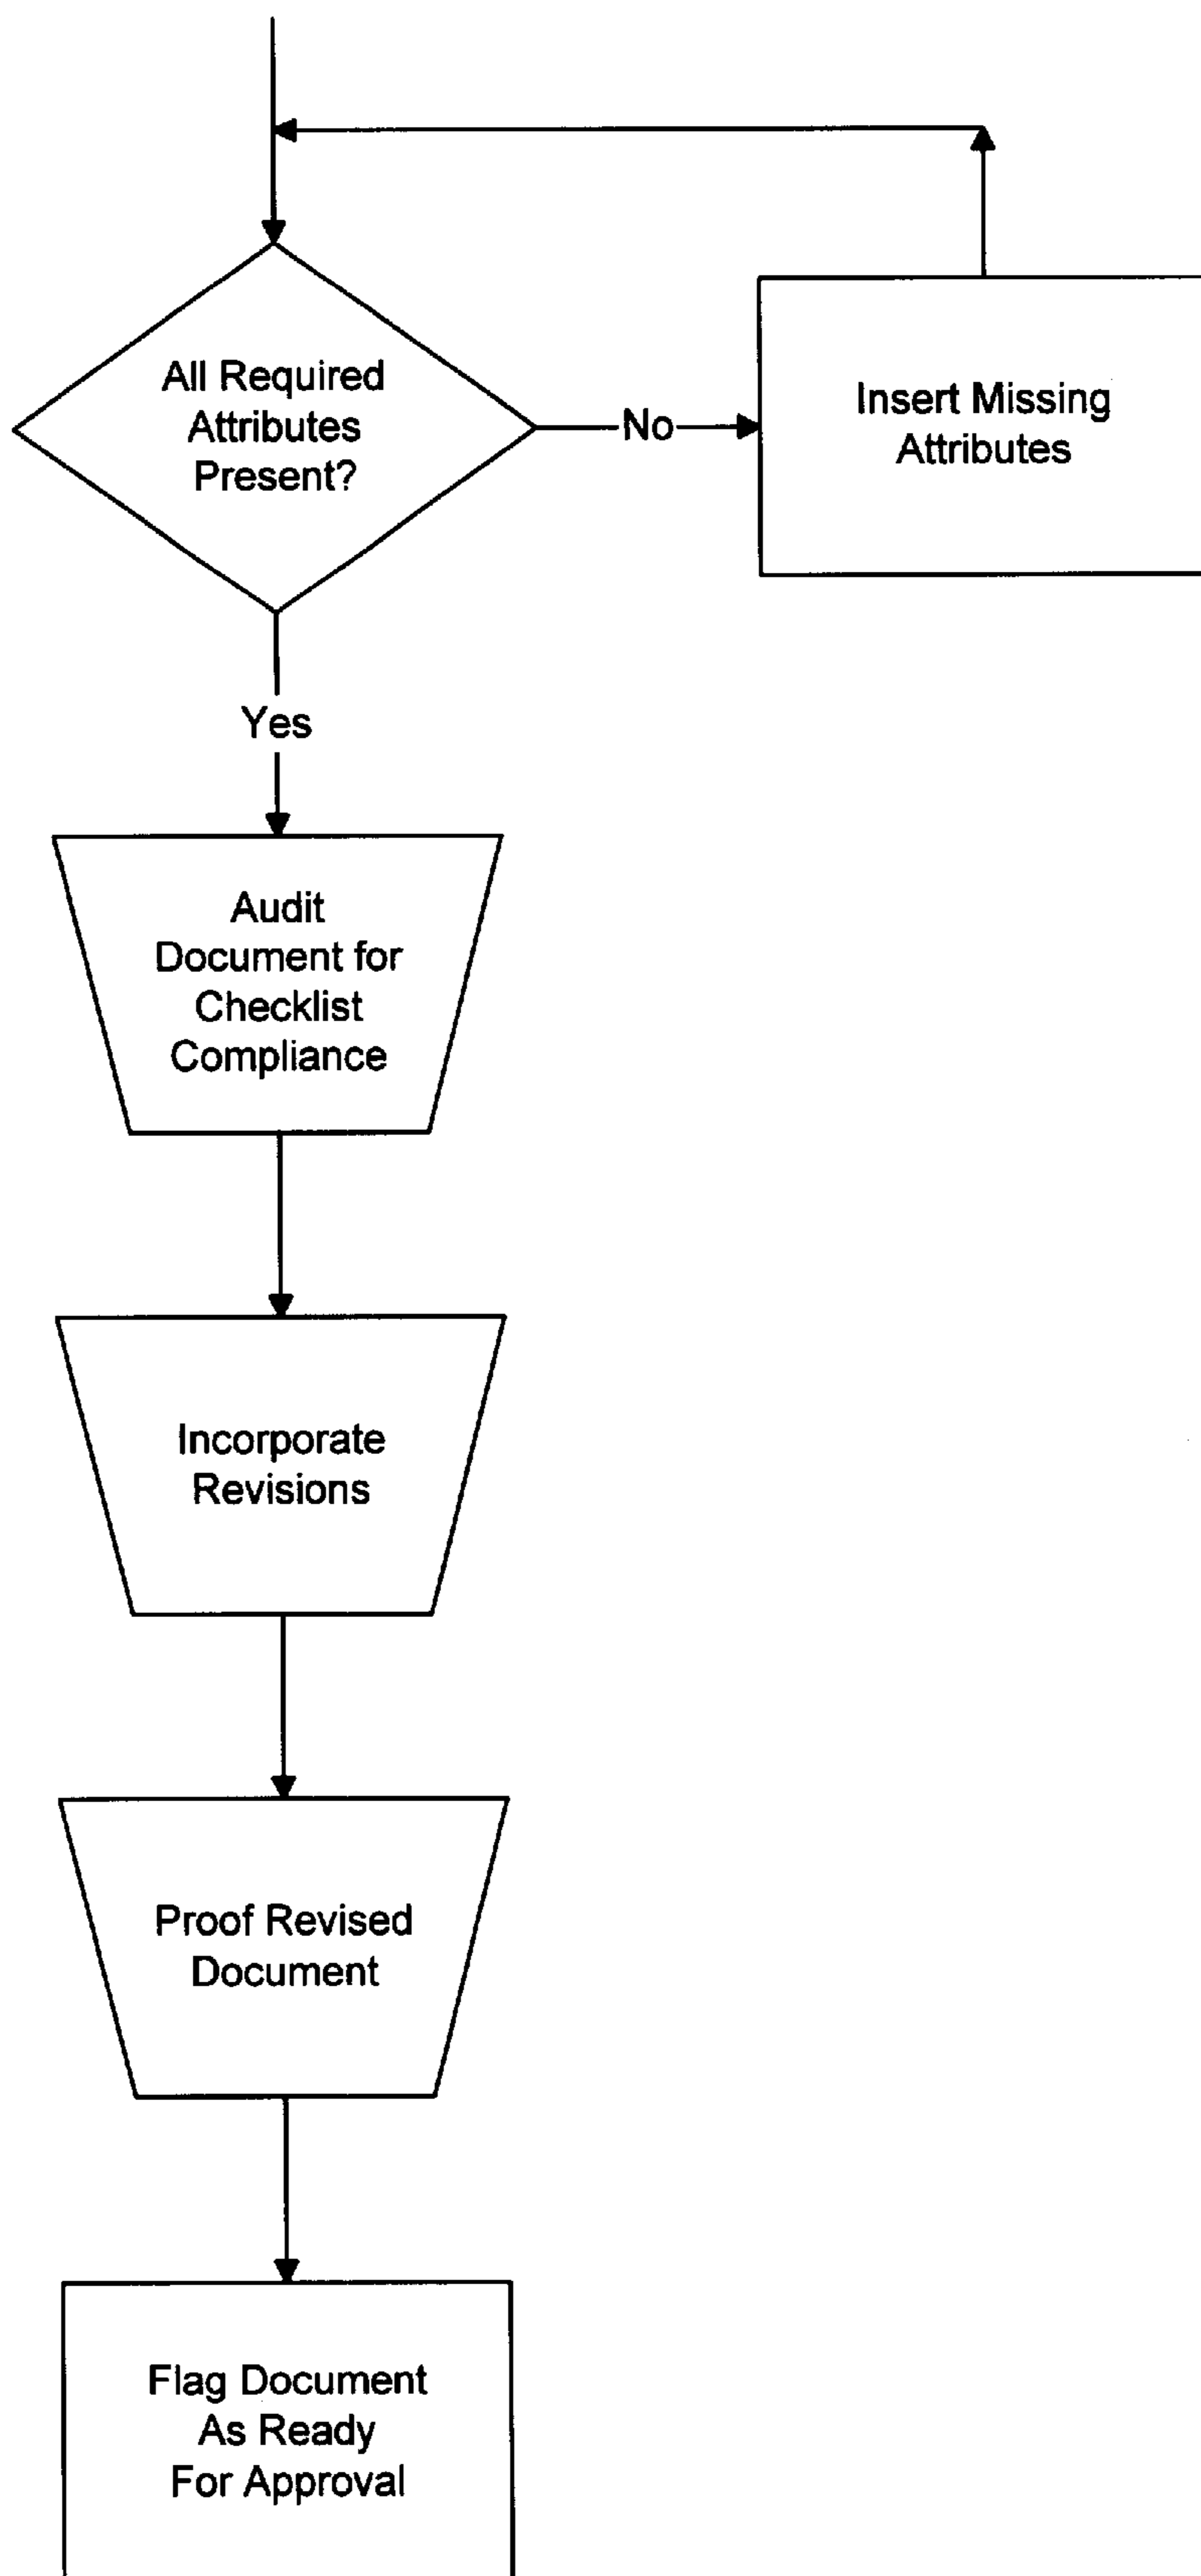 All Required
Attributes
Present?
No
Insert Missing
Attributes
Yes
Audit
Document for
Checklist
Compliance
Incorporate
Revisions
Proof Revised
Document
Flag Document
As Ready
For Approval